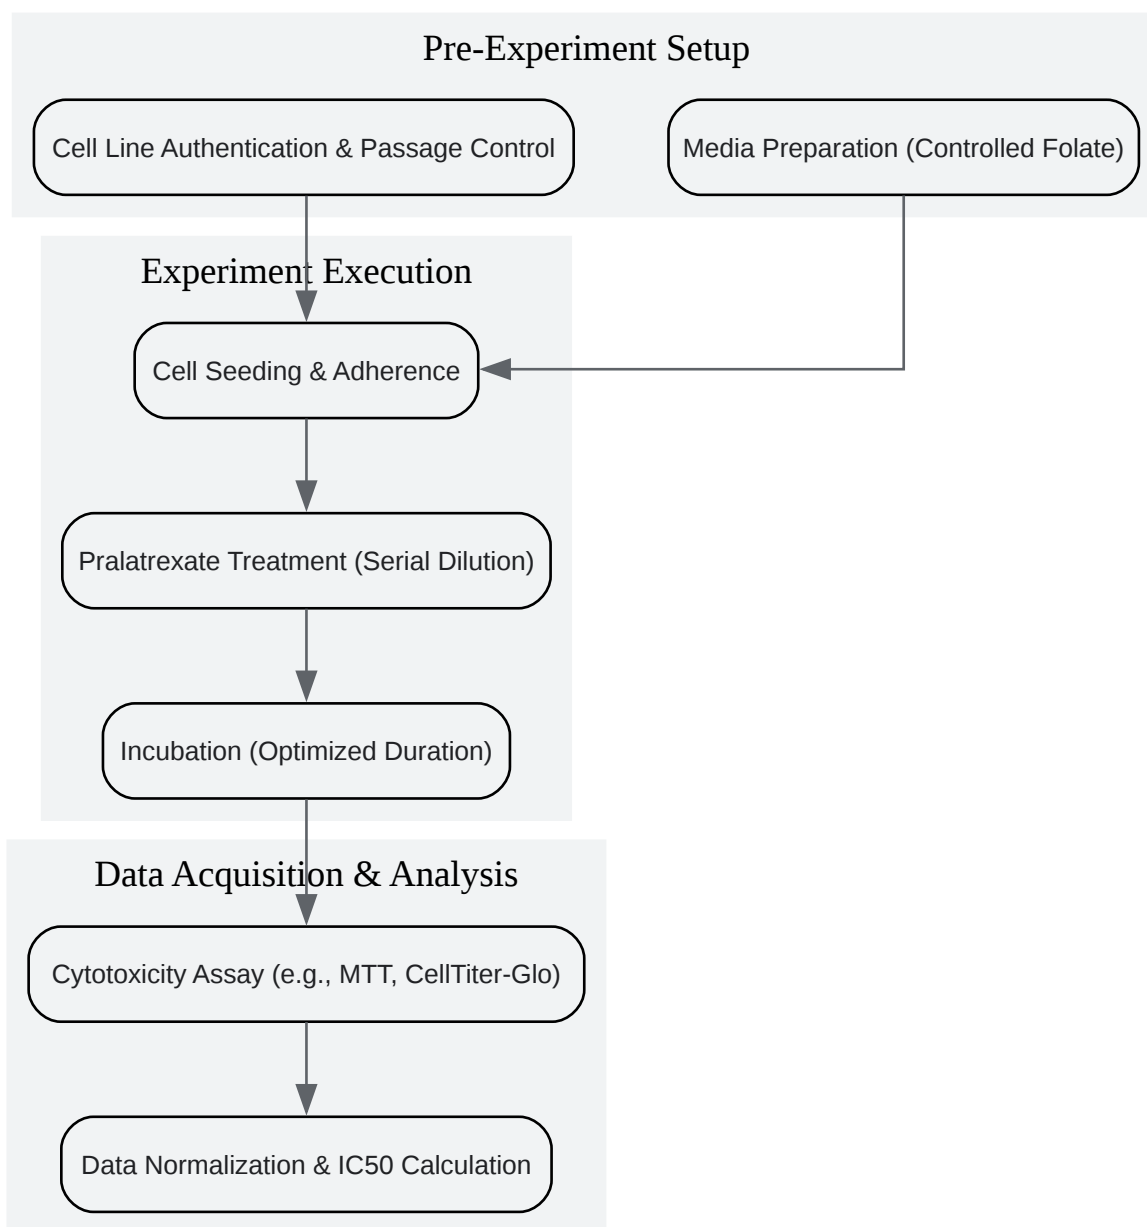 Pre-Experiment Setup
Cell Line Authentication & Passage Control
Media Preparation (Controlled Folate)
Experiment Execution
Cell Seeding & Adherence
Pralatrexate Treatment (Serial Dilution)
Incubation (Optimized Duration)
Data Acquisition & Analysis
Cytotoxicity Assay (e.g., MTT, CellTiter-Glo)
Data Normalization & IC50 Calculation